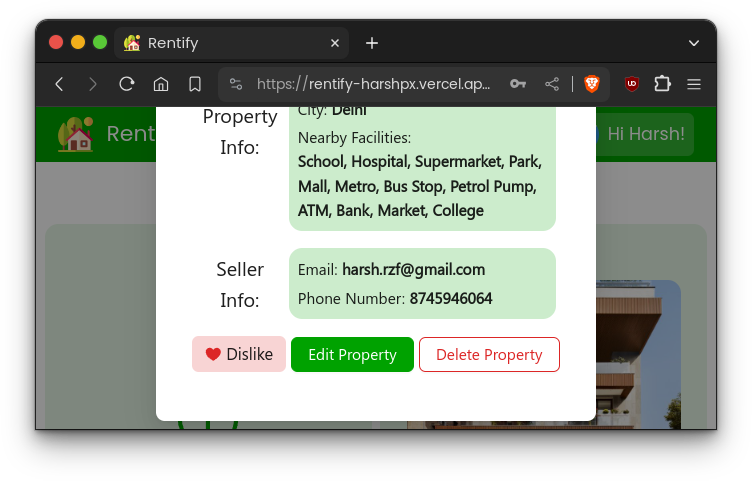 Rentify
https://rentify-harshpx.vercel.ap...
UD
Hi Harsh!
Property
Info:
City: Delhi
Nearby Facilities:
School, Hospital, Supermarket, Park,
Mall, Metro, Bus Stop, Petrol Pump,
ATM, Bank, Market, College
Seller
Info:
Email: harsh.rzf@gmail.com
Phone Number: 8745946064
Dislike
Edit Property
Delete Property